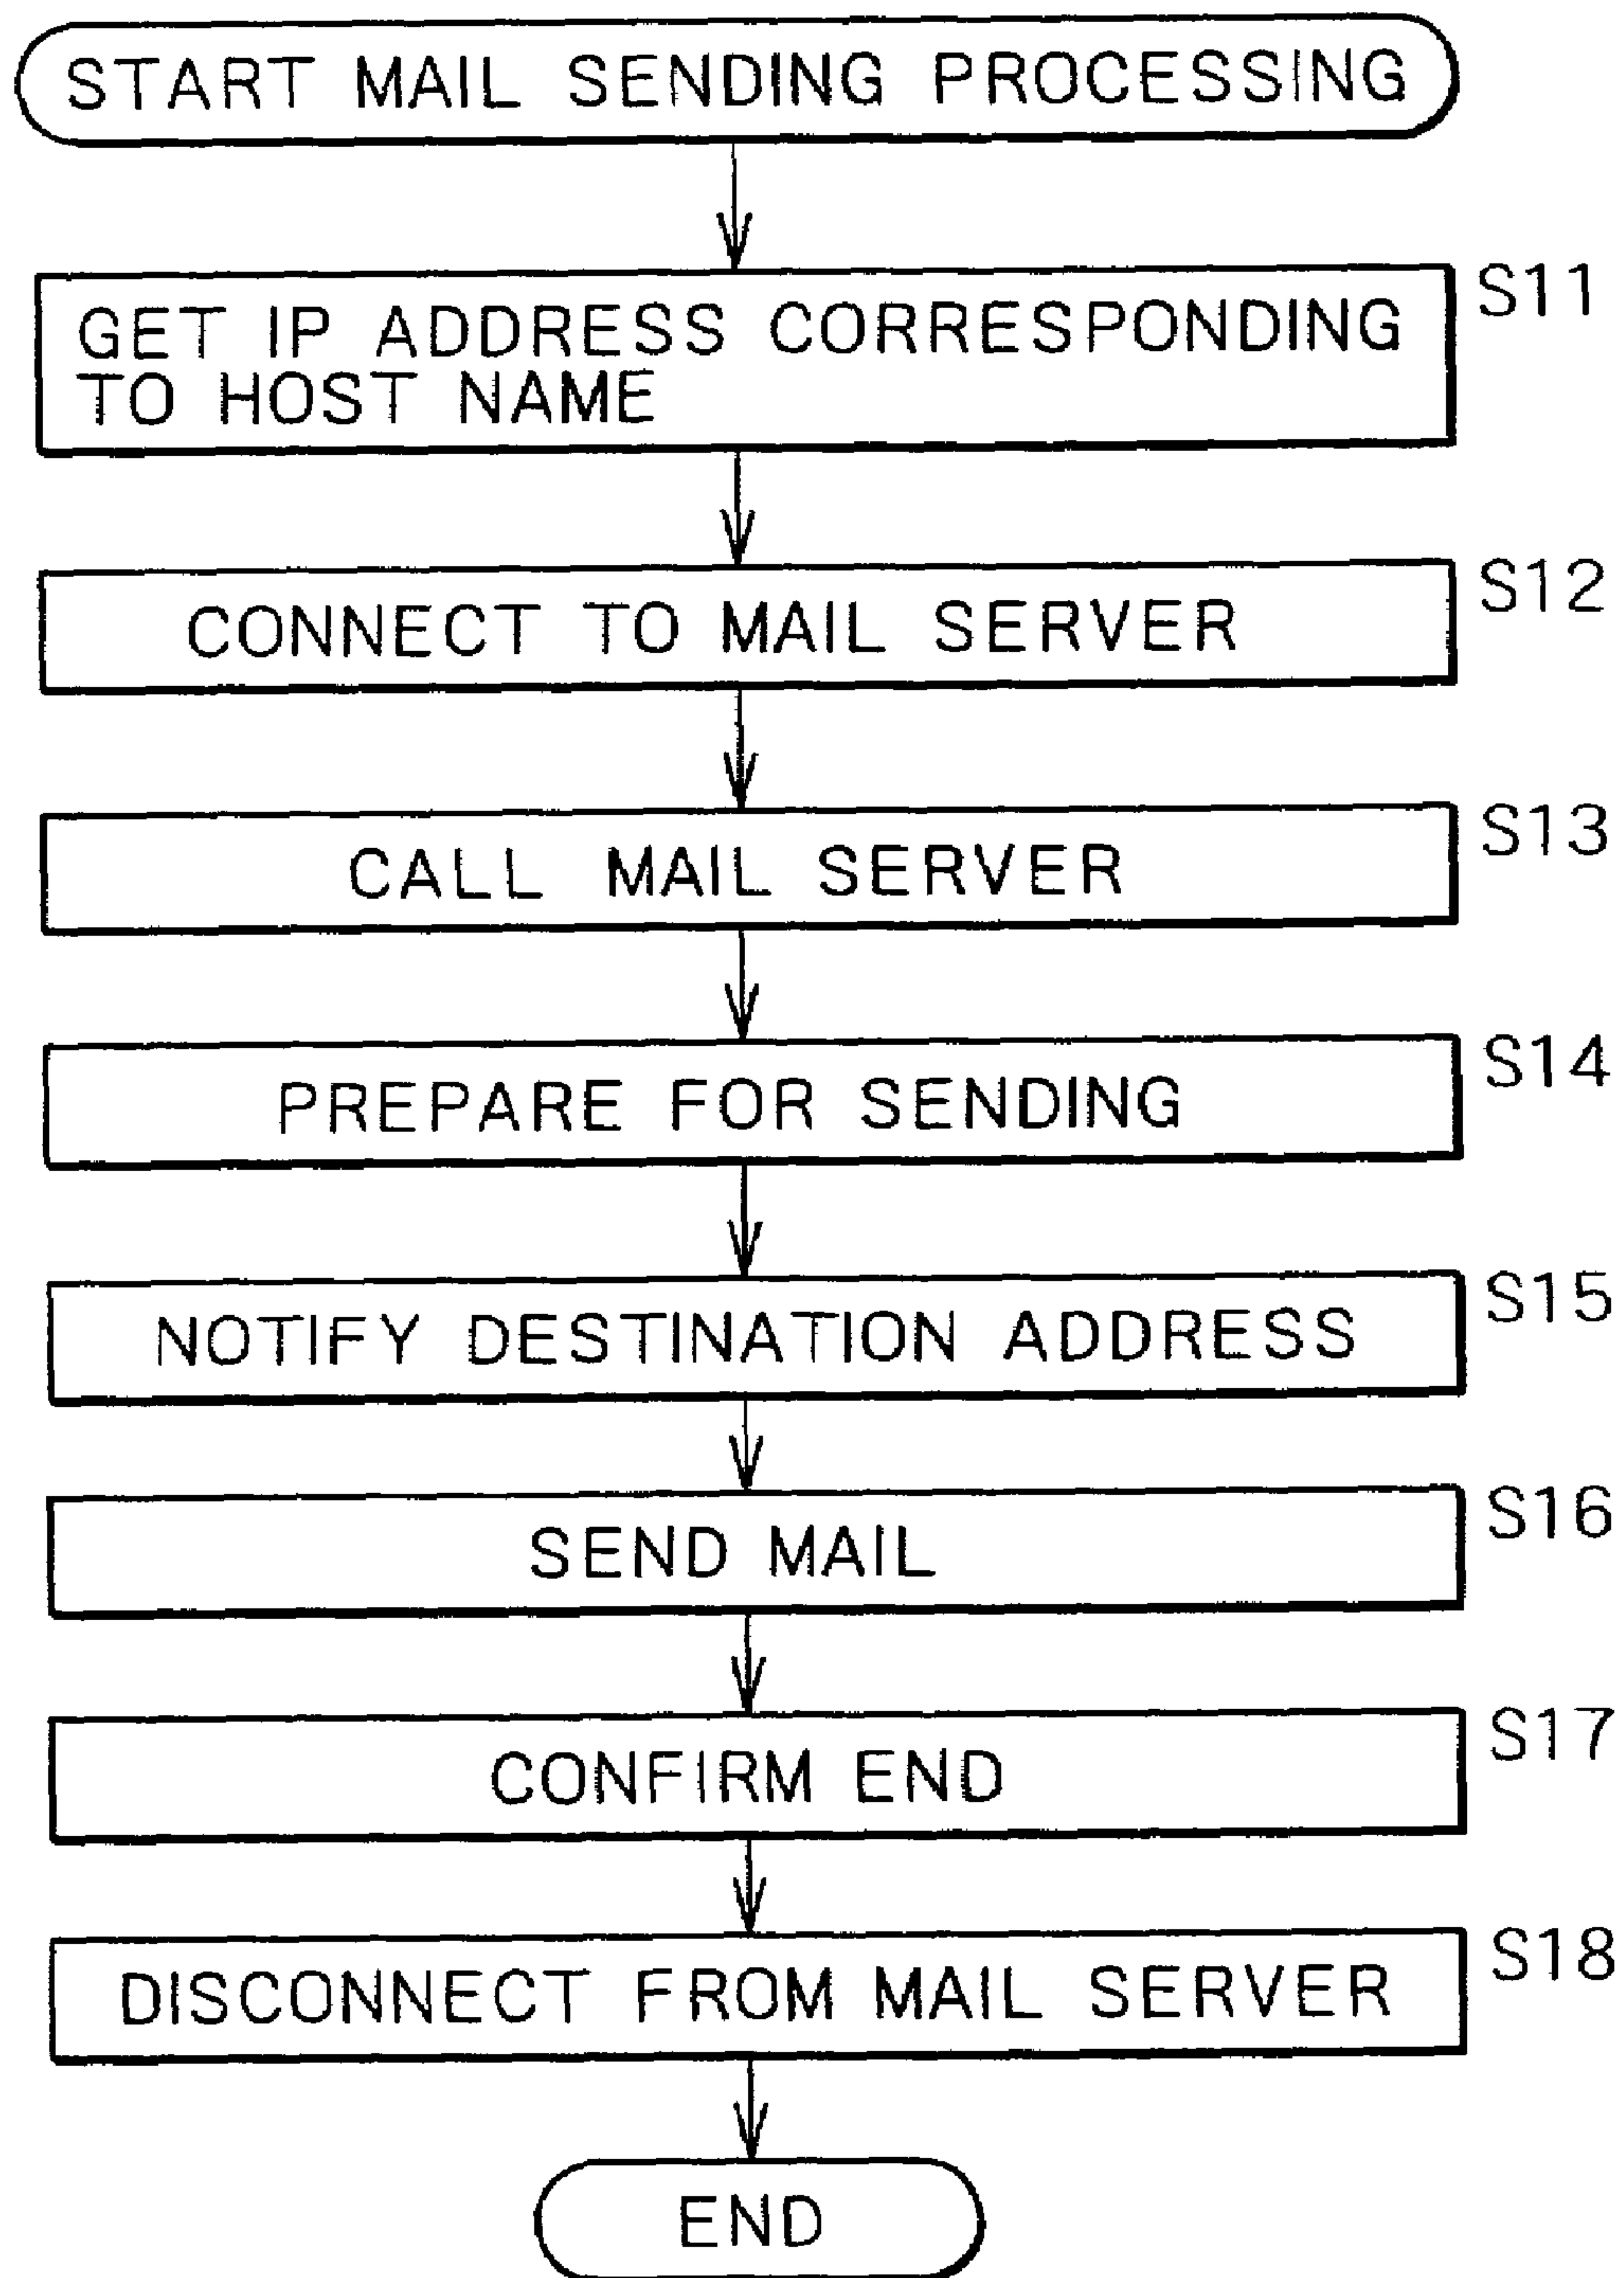 START MAIL SENDING PROCESSING
S11
GET IP ADDRESS CORRESPONDING
TO HOST NAME
S12
CONNECT TO MAIL SERVER
S13
CALL MAIL SERVER
S14
PREPARE FOR SENDING
S15
NOTIFY DESTINATION ADDRESS
S16
SEND MAIL
S17
CONFIRM END
S18
DISCONNECT FROM MAIL SERVER
END